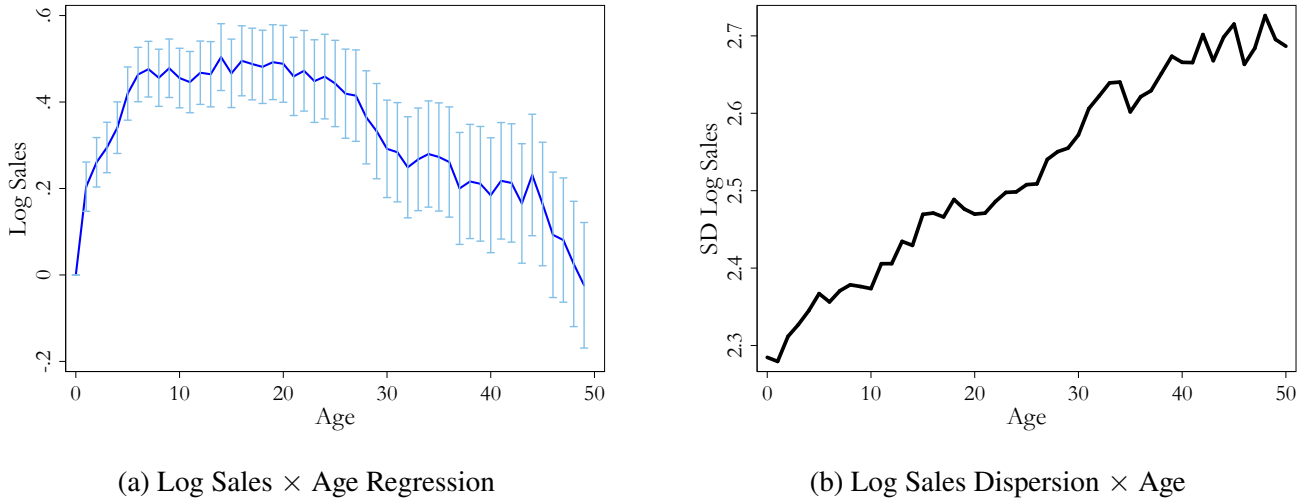 .6
.4
.2
0
-.2
Log Sales
0 10 20 30 40 50
Age
(a) Log Sales × Age Regression
2.7
2.6
2.5
2.4
2.3
SD Log Sales
0 10 20 30 40 50
Age
(b) Log Sales Dispersion × Age